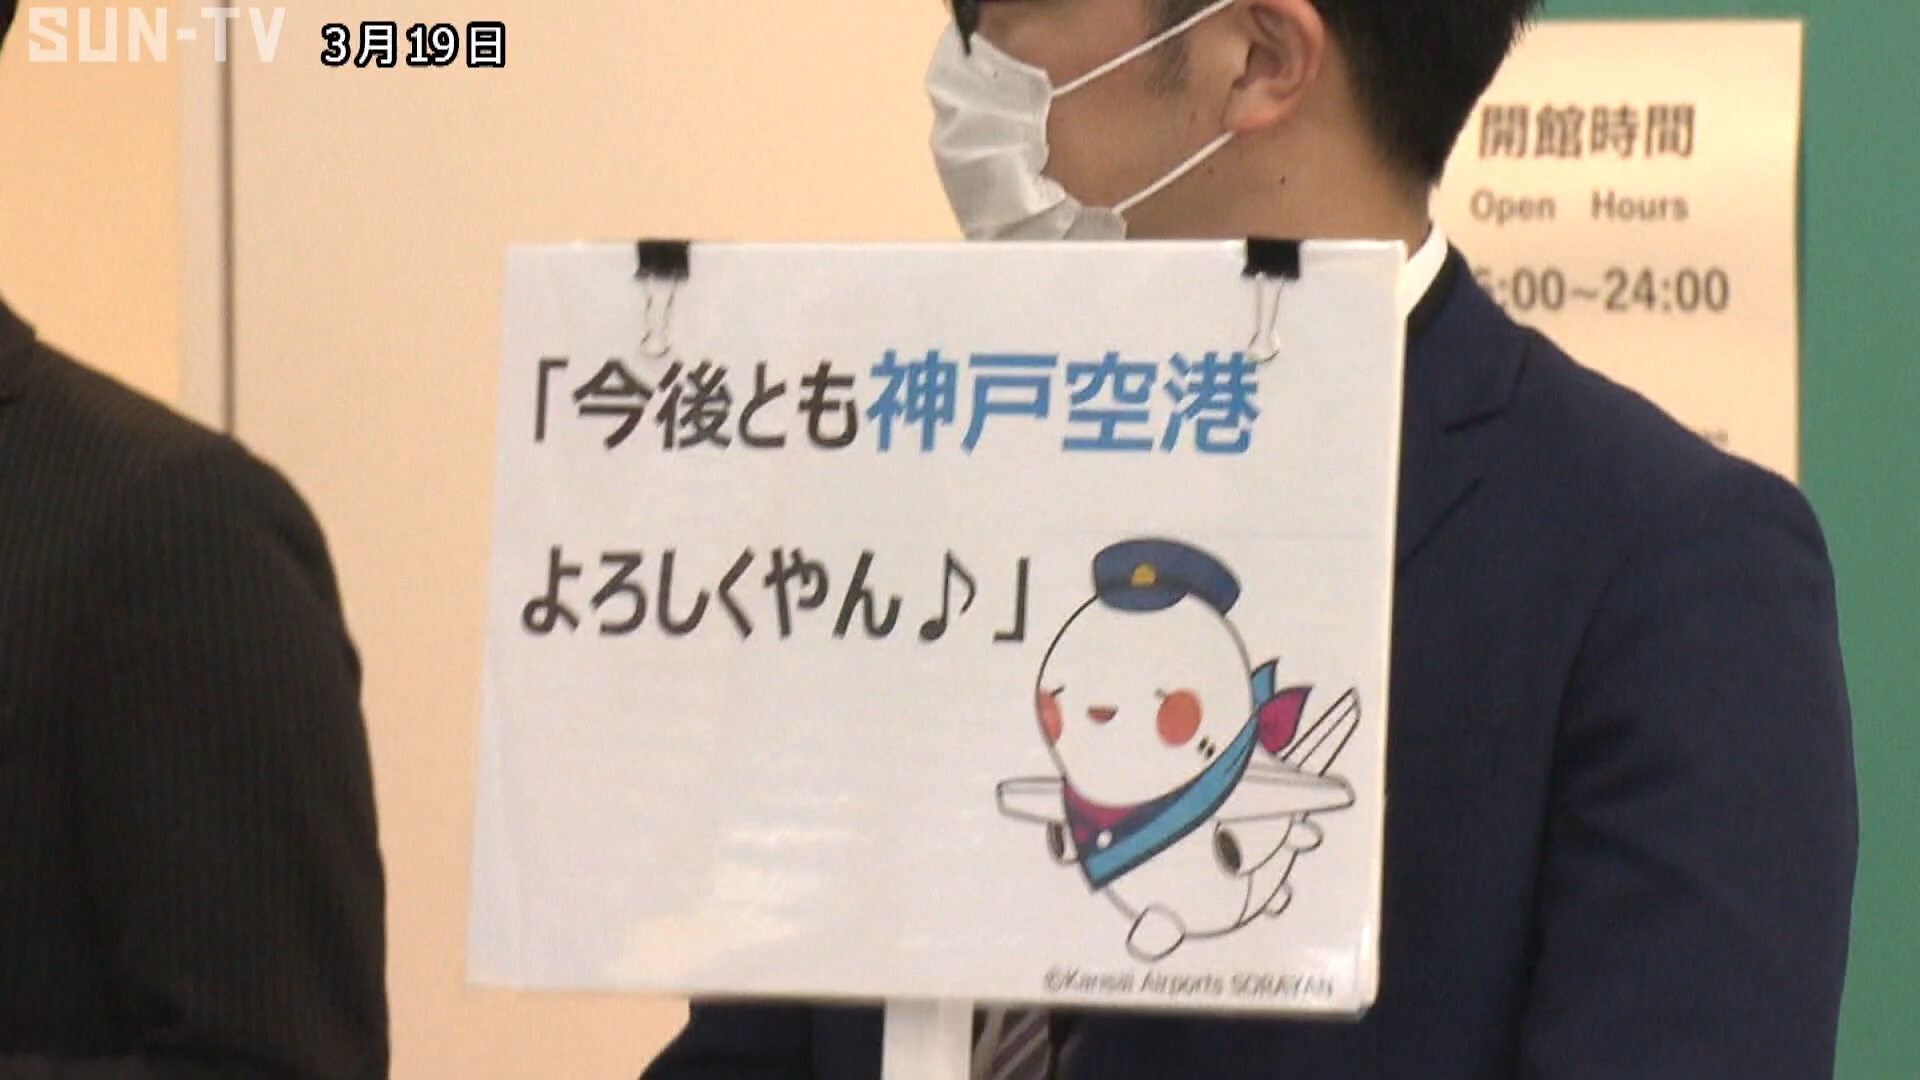 SUN-TV 3月19日
開館時間
Open Hours
:00~24:00
「今後とも神戸空港
よろしくやん♪」
©Kansai Airports SORAYAN